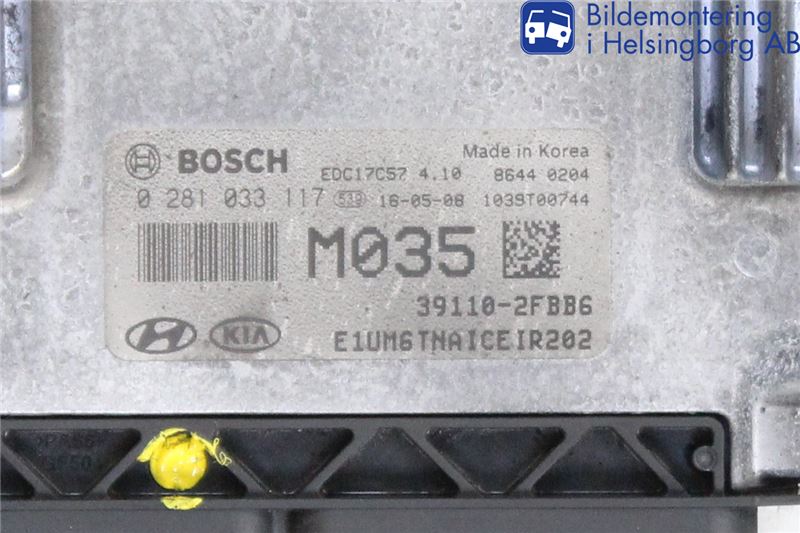 Bildemontering
i Helsingborg AB
BOSCH
EDC17C57 4.10
Made in Korea
8644 0204
0 281 033 117
539
16-05-08
1039T00744
M035
39110-2FBB6
KIA
E1UM6TNAICEIR202